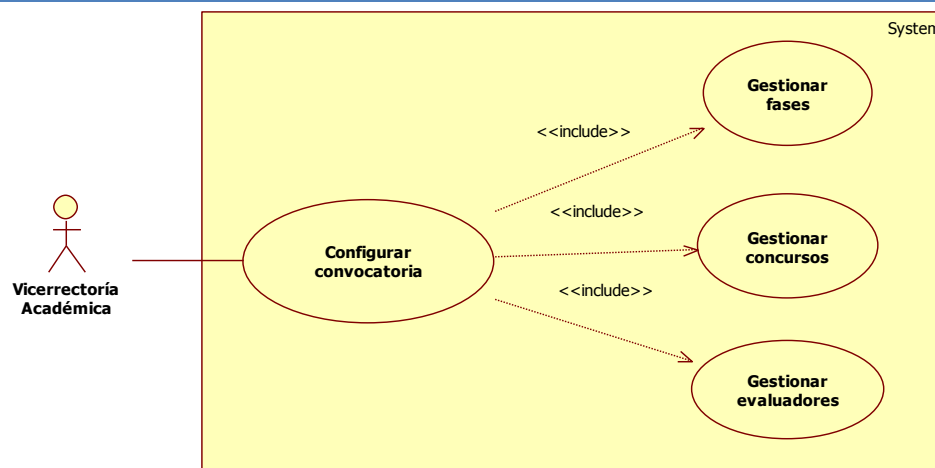 System
Gestionar
fases
<<include>>
<<include>>
Gestionar
concursos
Configurar
convocatoria
<<include>>
Vicerrectoría
Académica
Gestionar
evaluadores